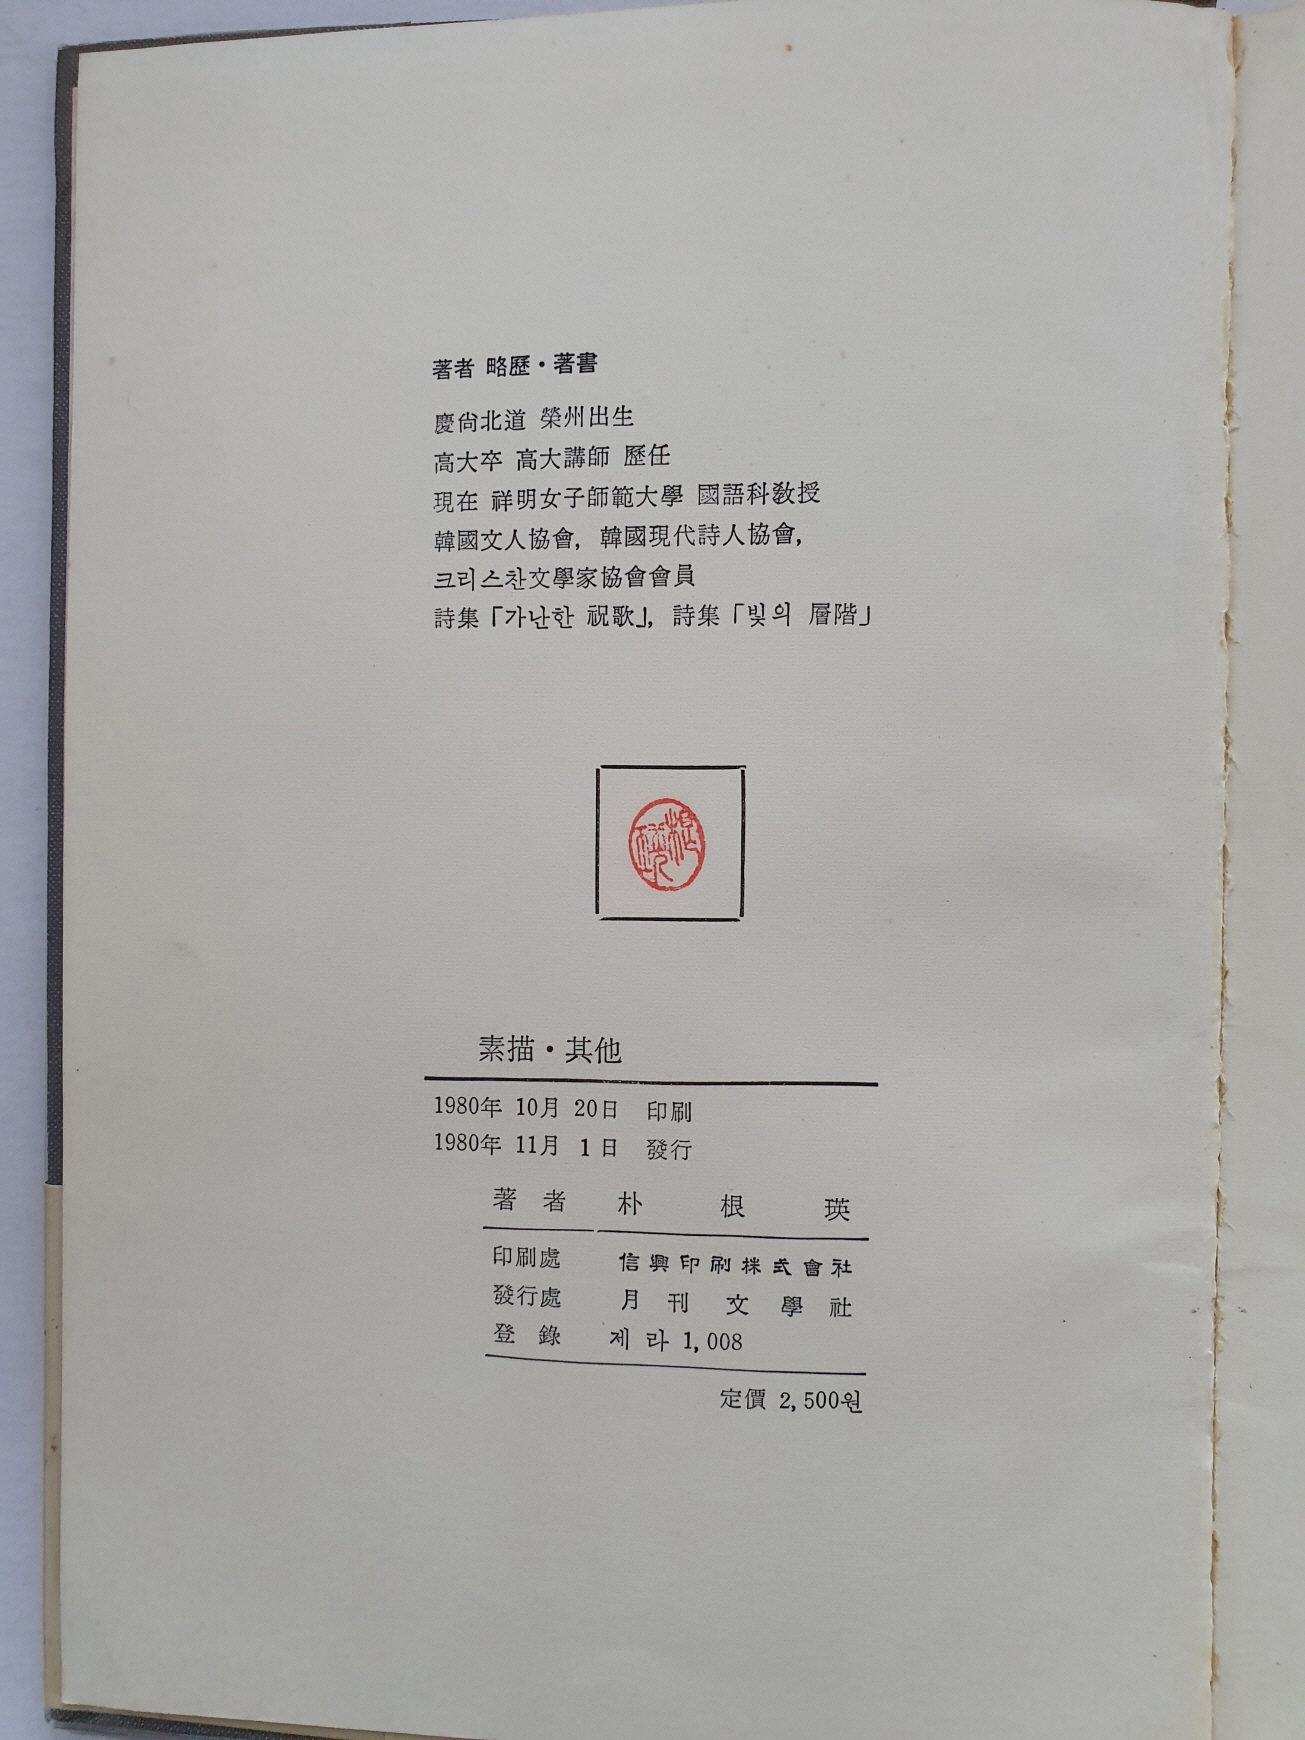 著者 略歷・著書
慶尙北道 榮州出生
高大卒 高大講師 歷任
現在 祥明女子師範大學 國語科敎授
韓國文人協會, 韓國現代詩人協會,
크리스찬文學家協會會員
詩集「가난한 祝歌」, 詩集「빛의 層階」
素描・其他
1980年 10月 20日 印刷
1980年 11月 1日 發行
著 者 朴 根 瑛
印刷處 信興印刷株式會社
發行處 月刊文學社
登 錄 제 라 1,008
定價 2,500원